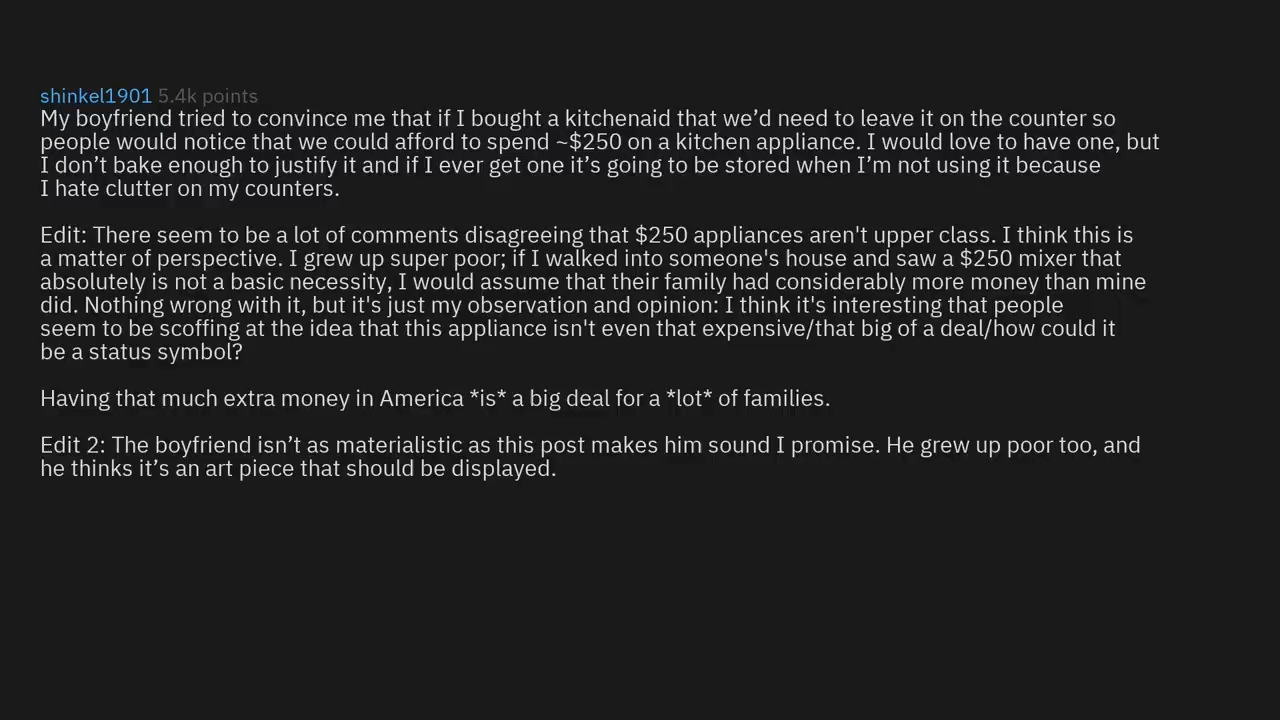 shinkel1901 5.4k points
My boyfriend tried to convince me that if I bought a kitchenaid that we’d need to leave it on the counter so
people would notice that we could afford to spend ~$250 on a kitchen appliance. I would love to have one, but
I don’t bake enough to justify it and if I ever get one it’s going to be stored when I’m not using it because
I hate clutter on my counters.
Edit: There seem to be a lot of comments disagreeing that $250 appliances aren't upper class. I think this is
a matter of perspective. I grew up super poor; if I walked into someone's house and saw a $250 mixer that
absolutely is not a basic necessity, I would assume that their family had considerably more money than mine
did. Nothing wrong with it, but it's just my observation and opinion: I think it's interesting that people
seem to be scoffing at the idea that this appliance isn't even that expensive/that big of a deal/how could it
be a status symbol?
Having that much extra money in America *is* a big deal for a *lot* of families.
Edit 2: The boyfriend isn’t as materialistic as this post makes him sound I promise. He grew up poor too, and
he thinks it’s an art piece that should be displayed.